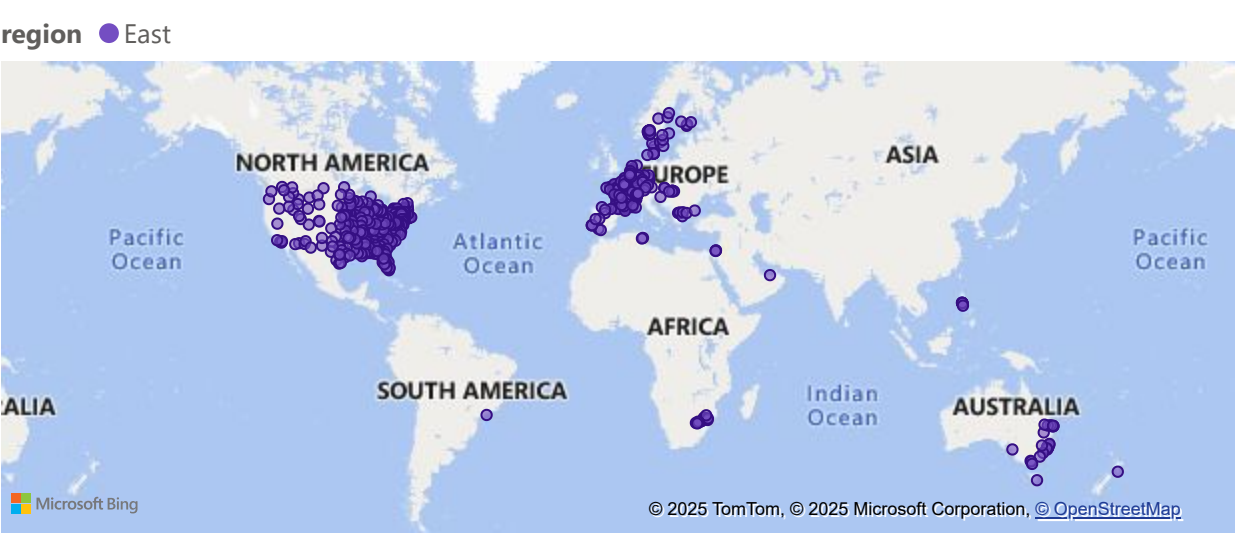 region East
NORTH AMERICA
EUROPE
ASIA
Pacific
Ocean
Atlantic
Ocean
Pacific
Ocean
AFRICA
SOUTH AMERICA
Indian
Ocean
ALIA
AUSTRALIA
Microsoft Bing
© 2025 TomTom, © 2025 Microsoft Corporation, © OpenStreetMap